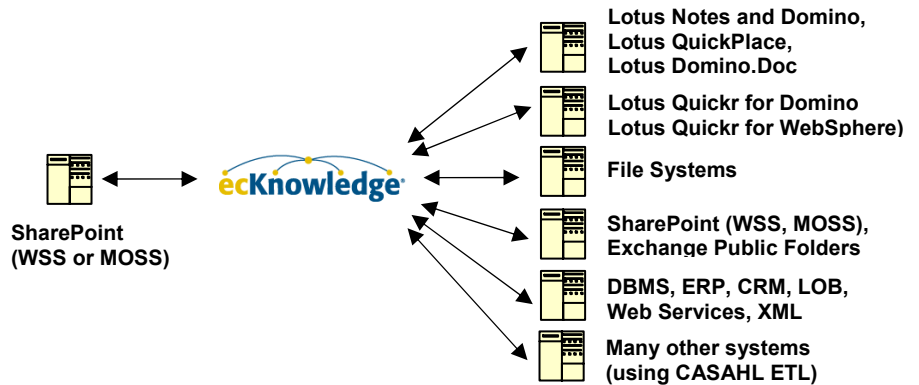 Lotus Notes and Domino,
Lotus QuickPlace,
Lotus Domino.Doc
Lotus Quickr for Domino
Lotus Quickr for WebSphere)
File Systems
ecKnowledge
SharePoint
(WSS or MOSS)
SharePoint (WSS, MOSS),
Exchange Public Folders
DBMS, ERP, CRM, LOB,
Web Services, XML
Many other systems
(using CASAHL ETL)